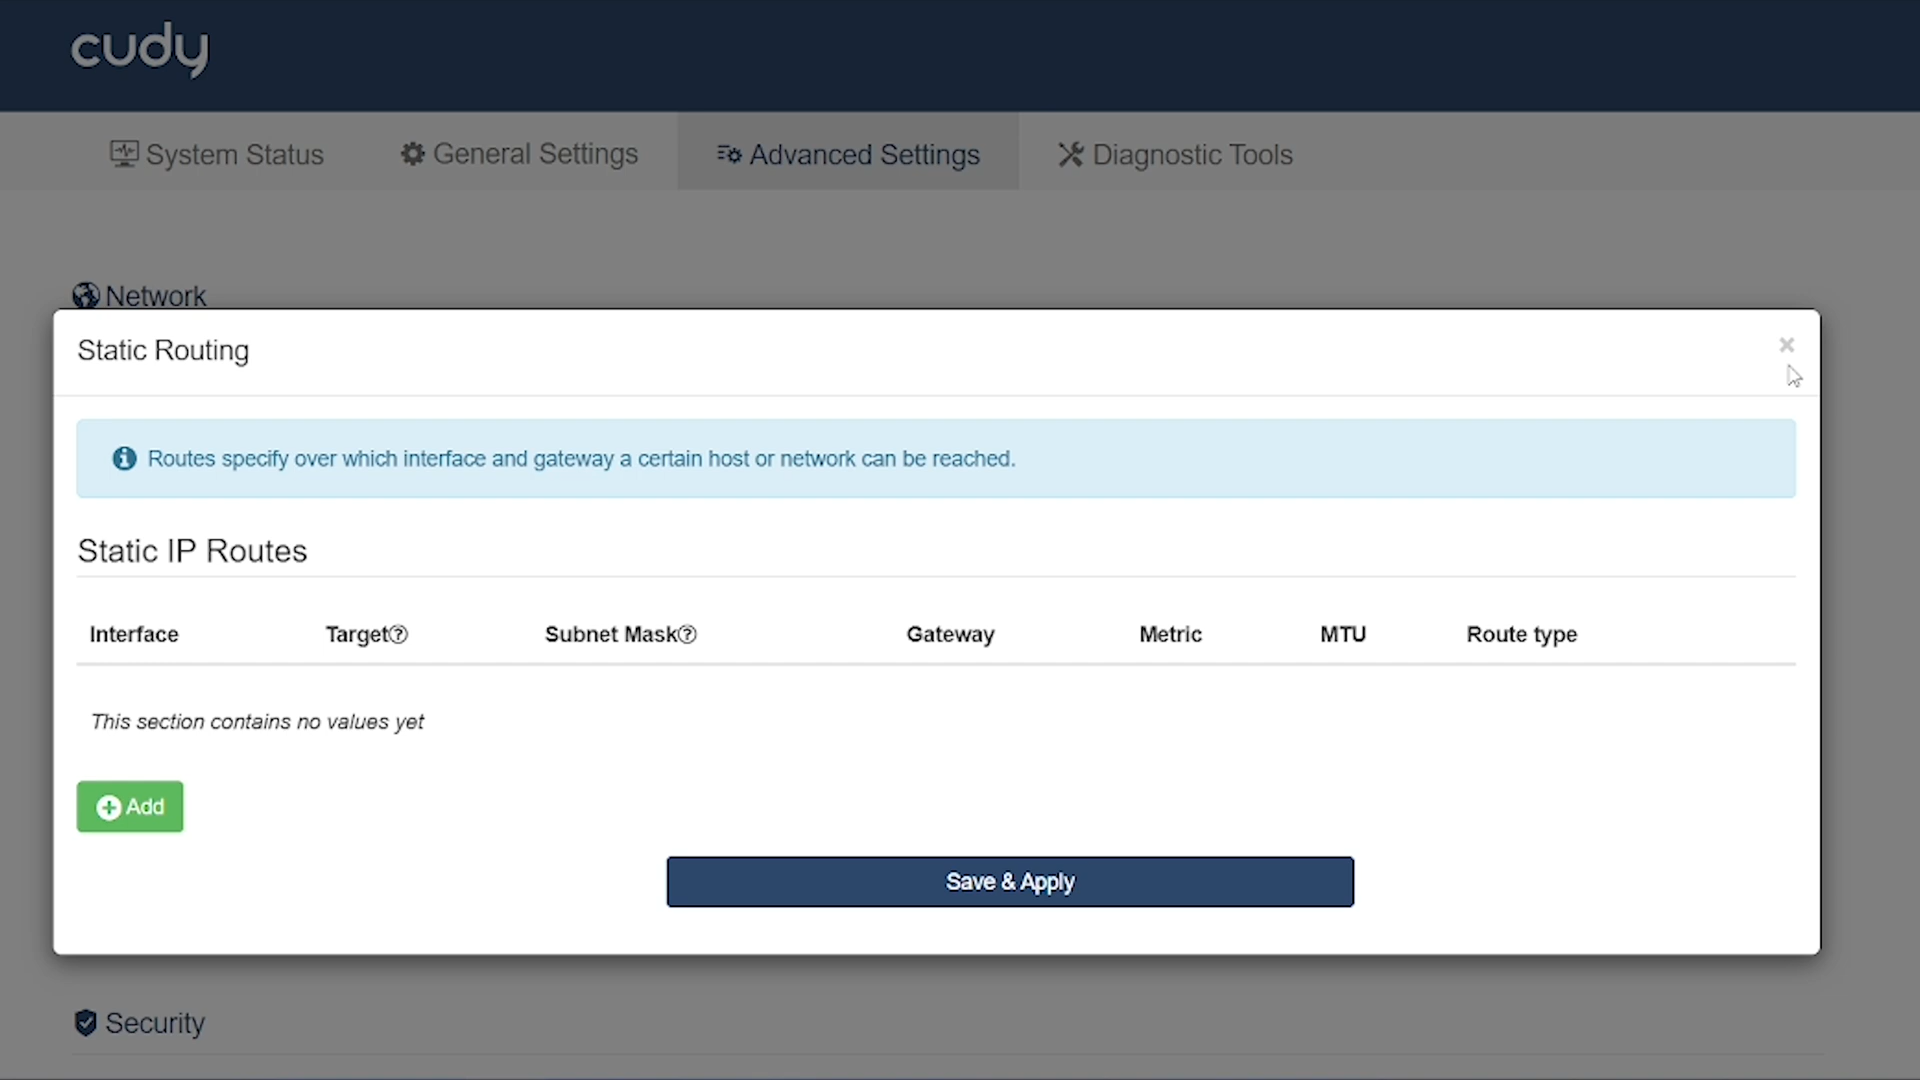 cudy
System Status General Settings Advanced Settings Diagnostic Tools
Network
Static Routing
×
Routes specify over which interface and gateway a certain host or network can be reached.
Static IP Routes
Interface Target? Subnet Mask? Gateway Metric MTU Route type
This section contains no values yet
Add
Save & Apply
Security